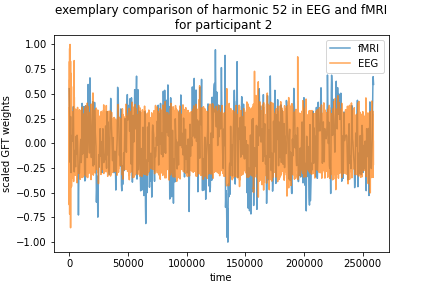 exemplary comparison of harmonic 52 in EEG and fMRI
for participant 2
fMRI
EEG
scaled GFT weights
1.00
0.75
0.50
0.25
0.00
−0.25
−0.50
−0.75
−1.00
0
50000
100000
150000
200000
250000
time